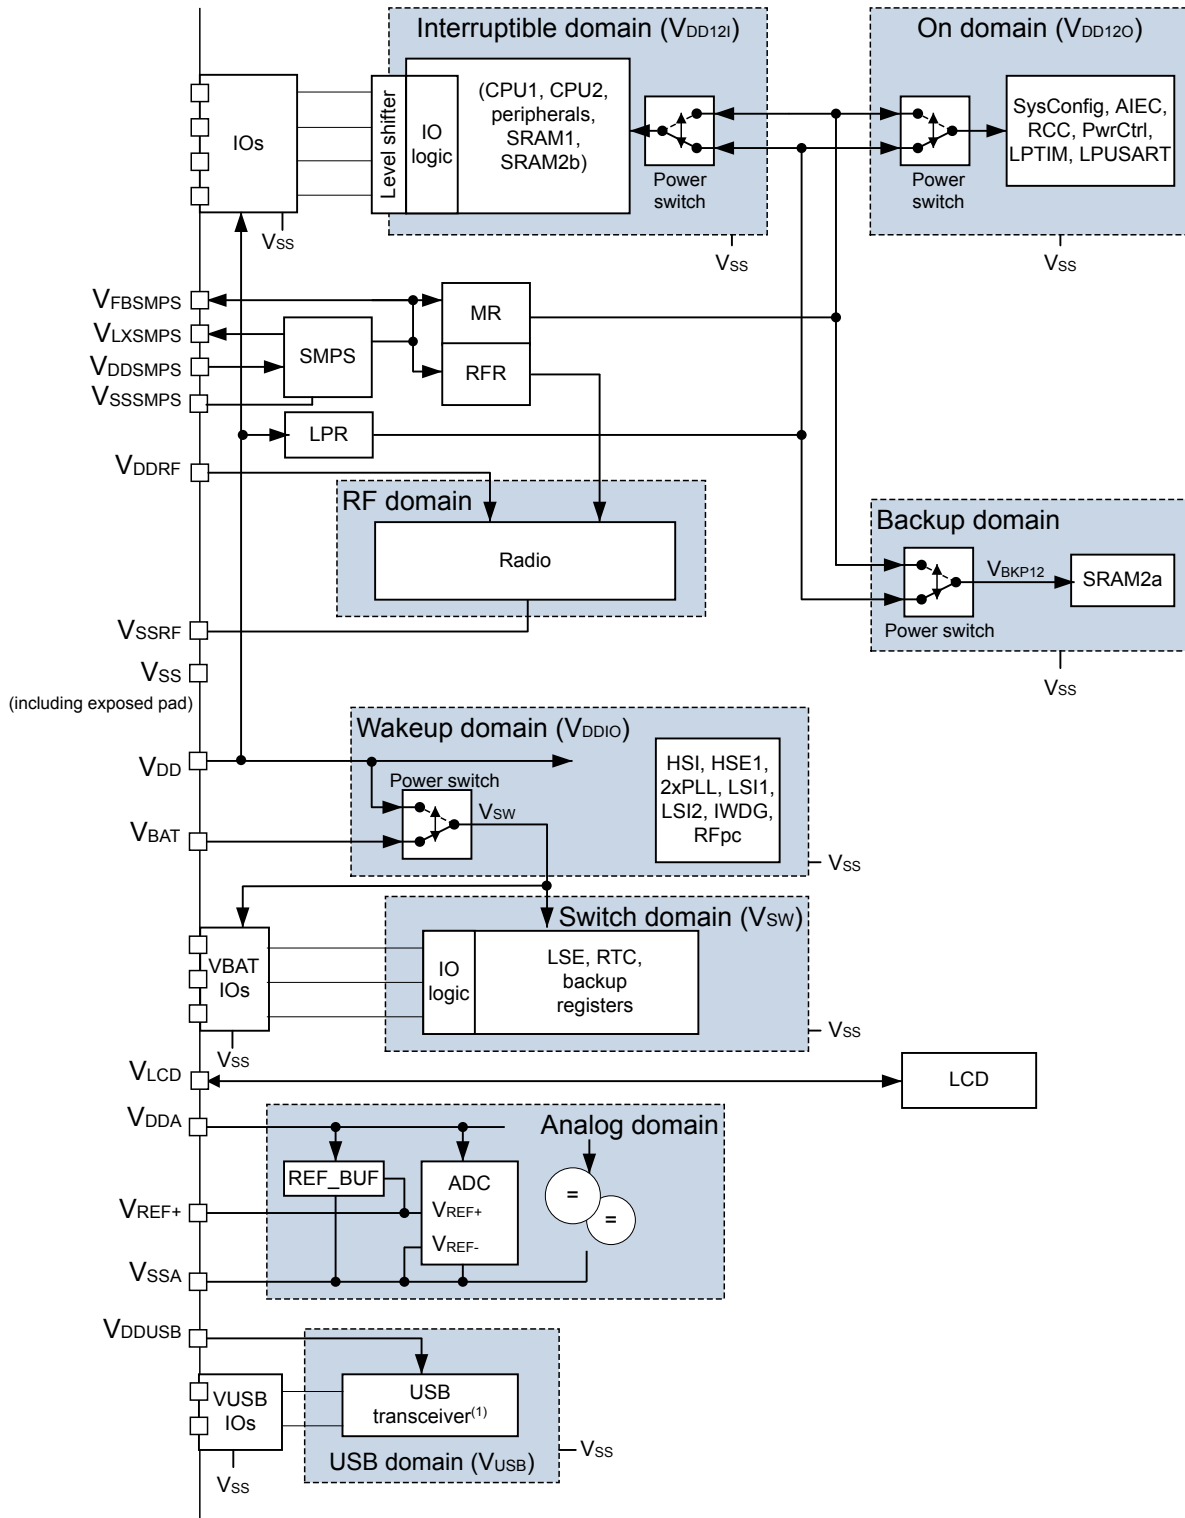 Interruptible domain (VDD12I)
On domain (VDD12O)
IOs
Level shifter
IO
logic
(CPU1, CPU2,
peripherals,
SRAM1,
SRAM2b)
Power
switch
Power
switch
SysConfig, AIEC,
RCC, PwrCtrl,
LPTIM, LPUSART
VSS
VSS
VSS
VFBSMPS
VLXSMPS
VDDSMPS
VSSSMPS
SMPS
MR
RFR
LPR
VDDRF
RF domain
Radio
VSSRF
Backup domain
VBKP12
SRAM2a
Power switch
VSS
VSS
(including exposed pad)
Wakeup domain (VDDIO)
VDD
Power switch
VSW
VBAT
HSI, HSE1,
2xPLL, LSI1,
LSI2, IWDG,
RFpc
VSS
Switch domain (VSW)
VBAT
IOs
IO
logic
LSE, RTC,
backup
registers
VSS
VSS
VLCD
LCD
VDDA
Analog domain
REF_BUF
ADC
VREF+
VREF-
=
=
VREF+
VSSA
VDDUSB
VUSB
IOs
USB
transceiver(1)
USB domain (VUSB)
VSS
VSS